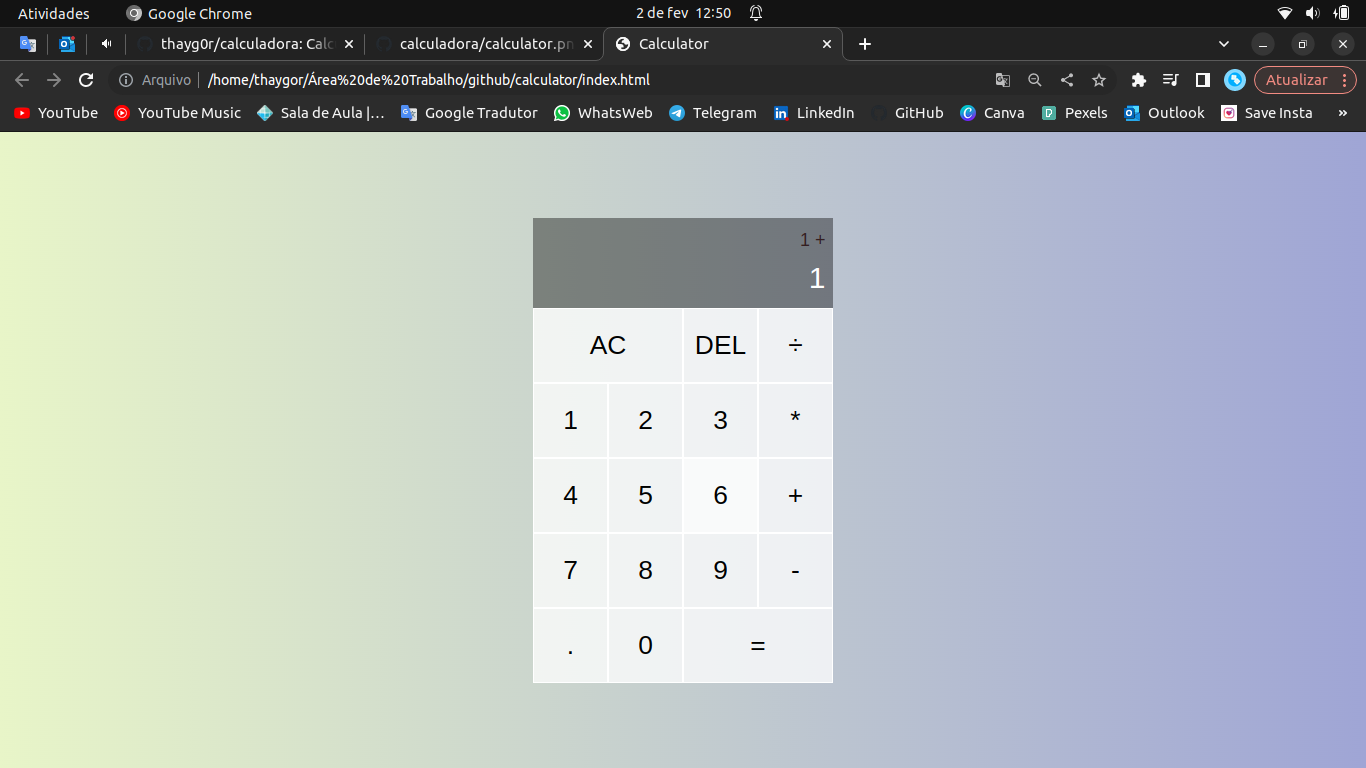 Atividades Google Chrome 2 de fev 12:50
thayg0r/calculadora: Calc calculadora/calculator.pn Calculator
Arquivo /home/thaygor/Área%20de%20Trabalho/github/calculator/index.html Atualizar
YouTube YouTube Music Sala de Aula |... Google Tradutor WhatsWeb Telegram LinkedIn GitHub Canva Pexels Outlook Save Insta »
1 +
1
AC DEL ÷
1 2 3 *
4 5 6 +
7 8 9 -
. 0 =